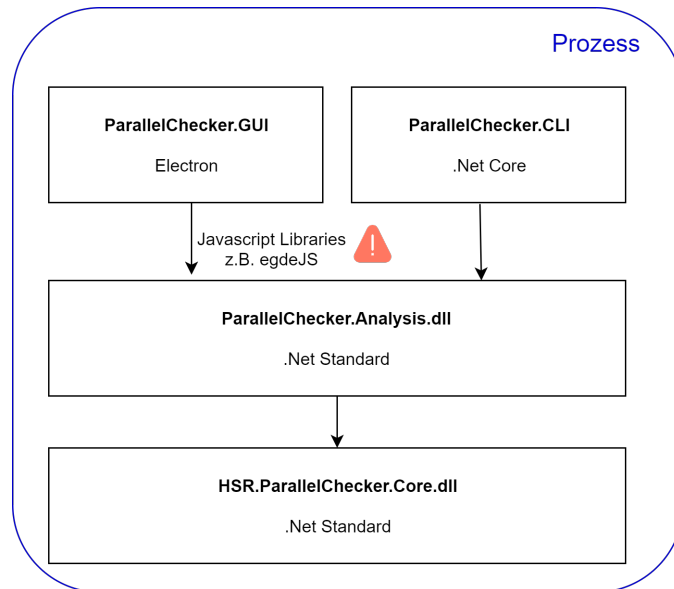 Prozess
ParallelChecker.GUI
Electron
ParallelChecker.CLI
.Net Core
Javascript Libraries
z.B. egdeJS
!
ParallelChecker.Analysis.dll
.Net Standard
HSR.ParallelChecker.Core.dll
.Net Standard